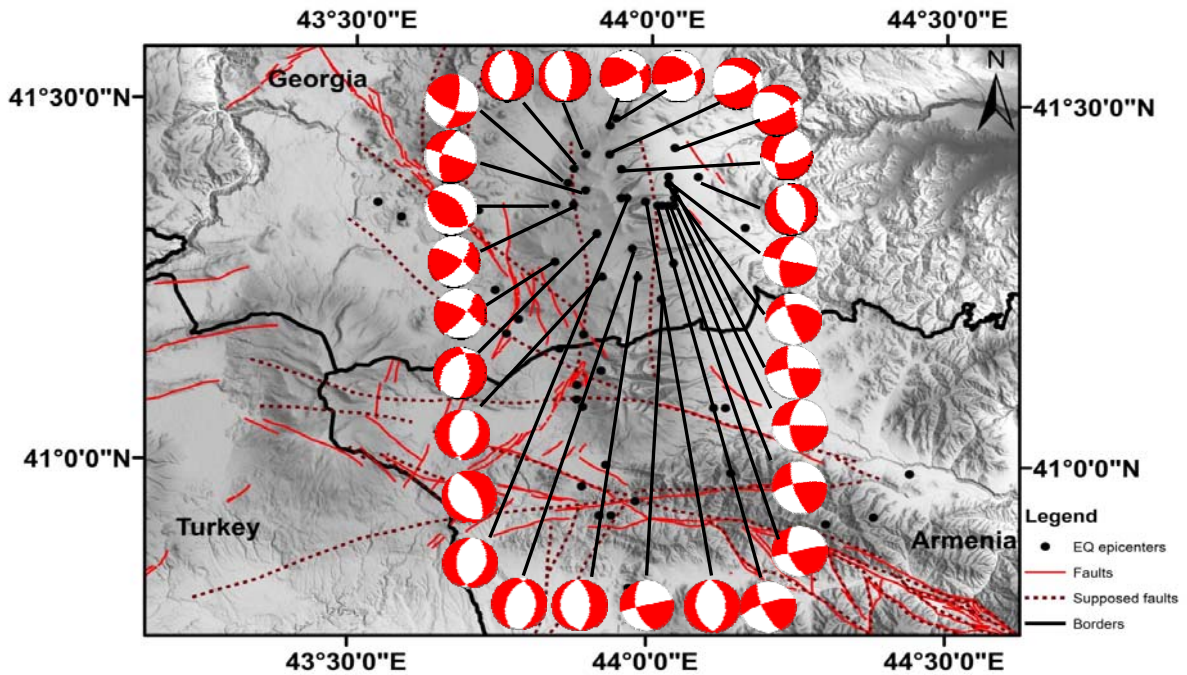 43°30'0"E 44°0'0"E 44°30'0"E
Georgia
N
41°30'0"N 41°30'0"N
41°0'0"N 41°0'0"N
Turkey
Armenia
Legend
EQ epicenters
Faults
Supposed faults
Borders
43°30'0"E 44°0'0"E 44°30'0"E